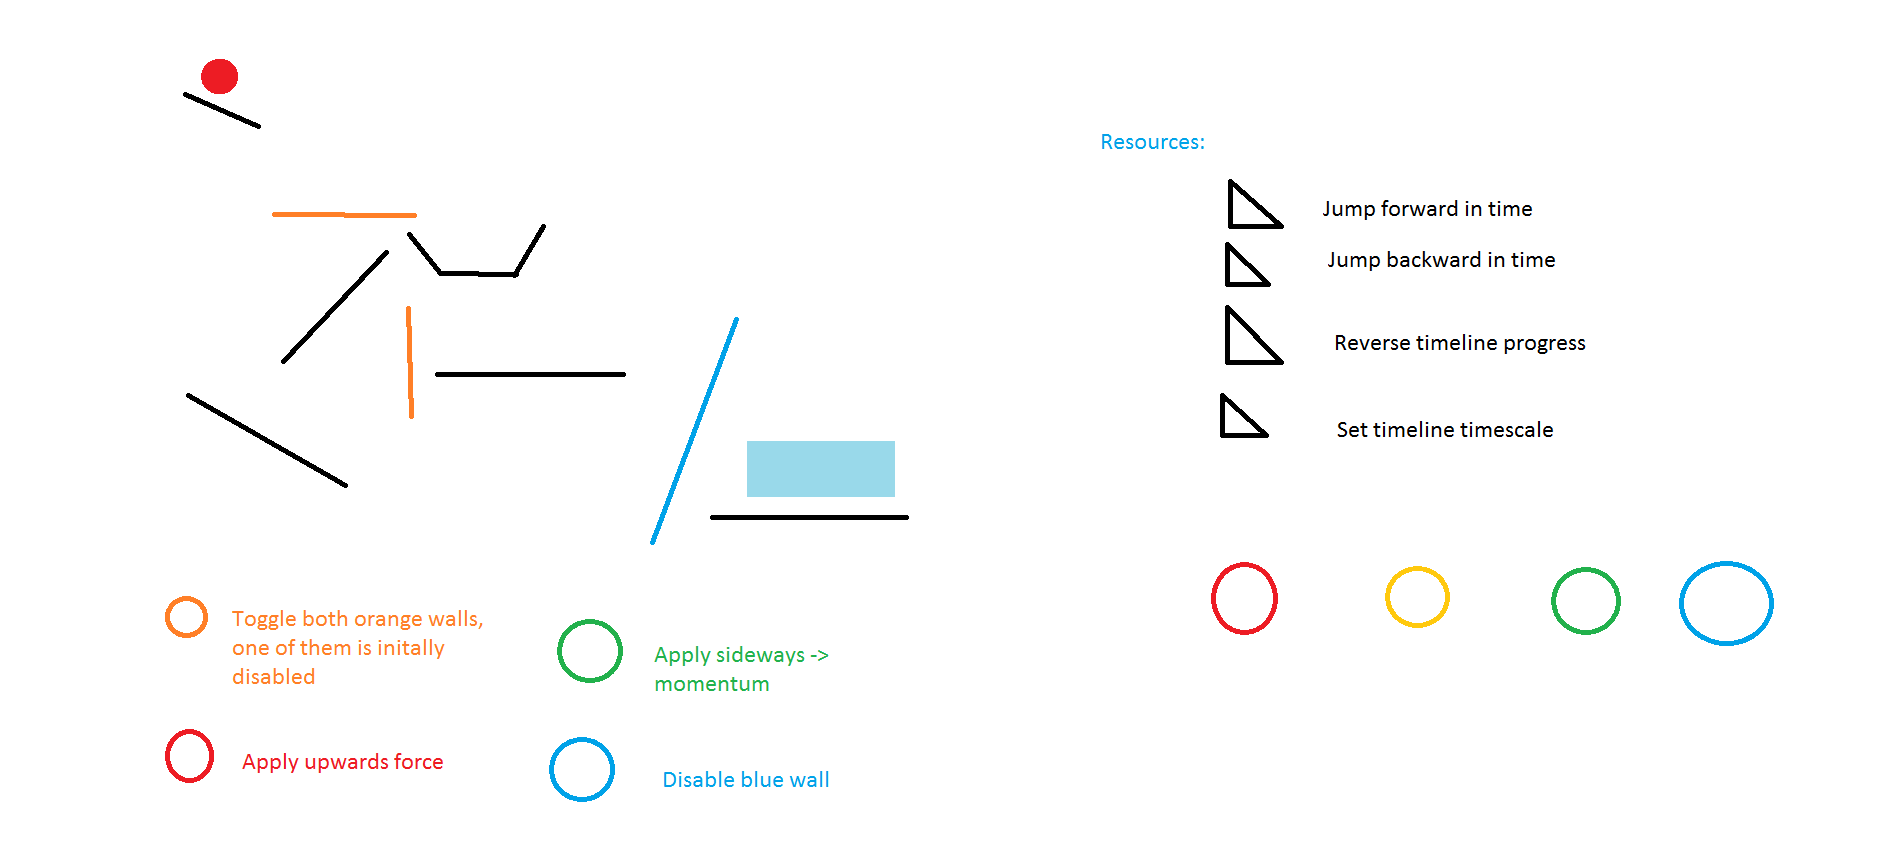 Resources:
Jump forward in time
Jump backward in time
Reverse timeline progress
Set timeline timescale
Toggle both orange walls,
one of them is initally
disabled
Apply sideways ->
momentum
Apply upwards force
Disable blue wall